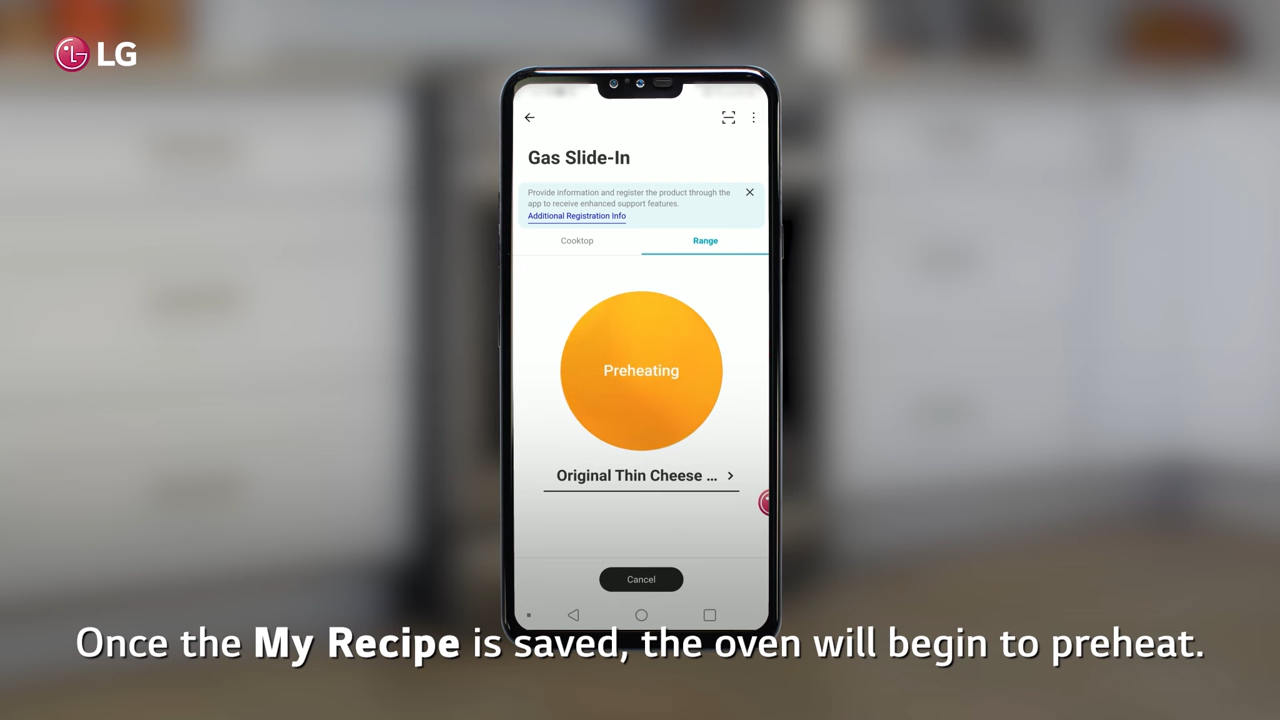 LG
Gas Slide-In
Provide information and register the product through the
app to receive enhanced support features.
Additional Registration Info
Cooktop Range
Preheating
Original Thin Cheese ...
Cancel
Once the My Recipe is saved, the oven will begin to preheat.